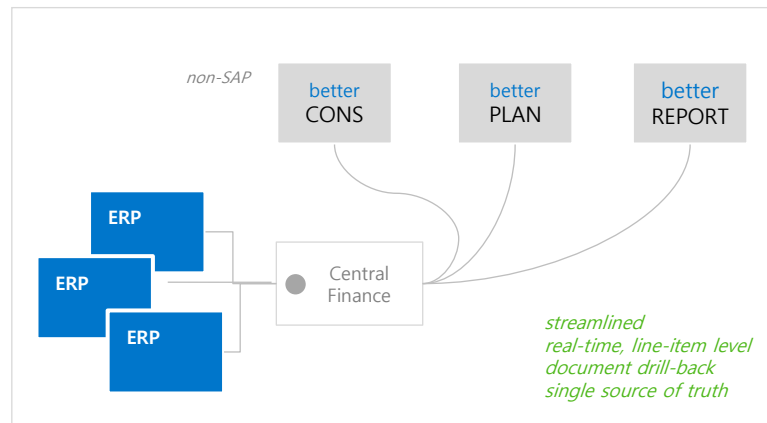 non-SAP
better
CONS
better
PLAN
better
REPORT
ERP
ERP
ERP
Central
Finance
streamlined
real-time, line-item level
document drill-back
single source of truth